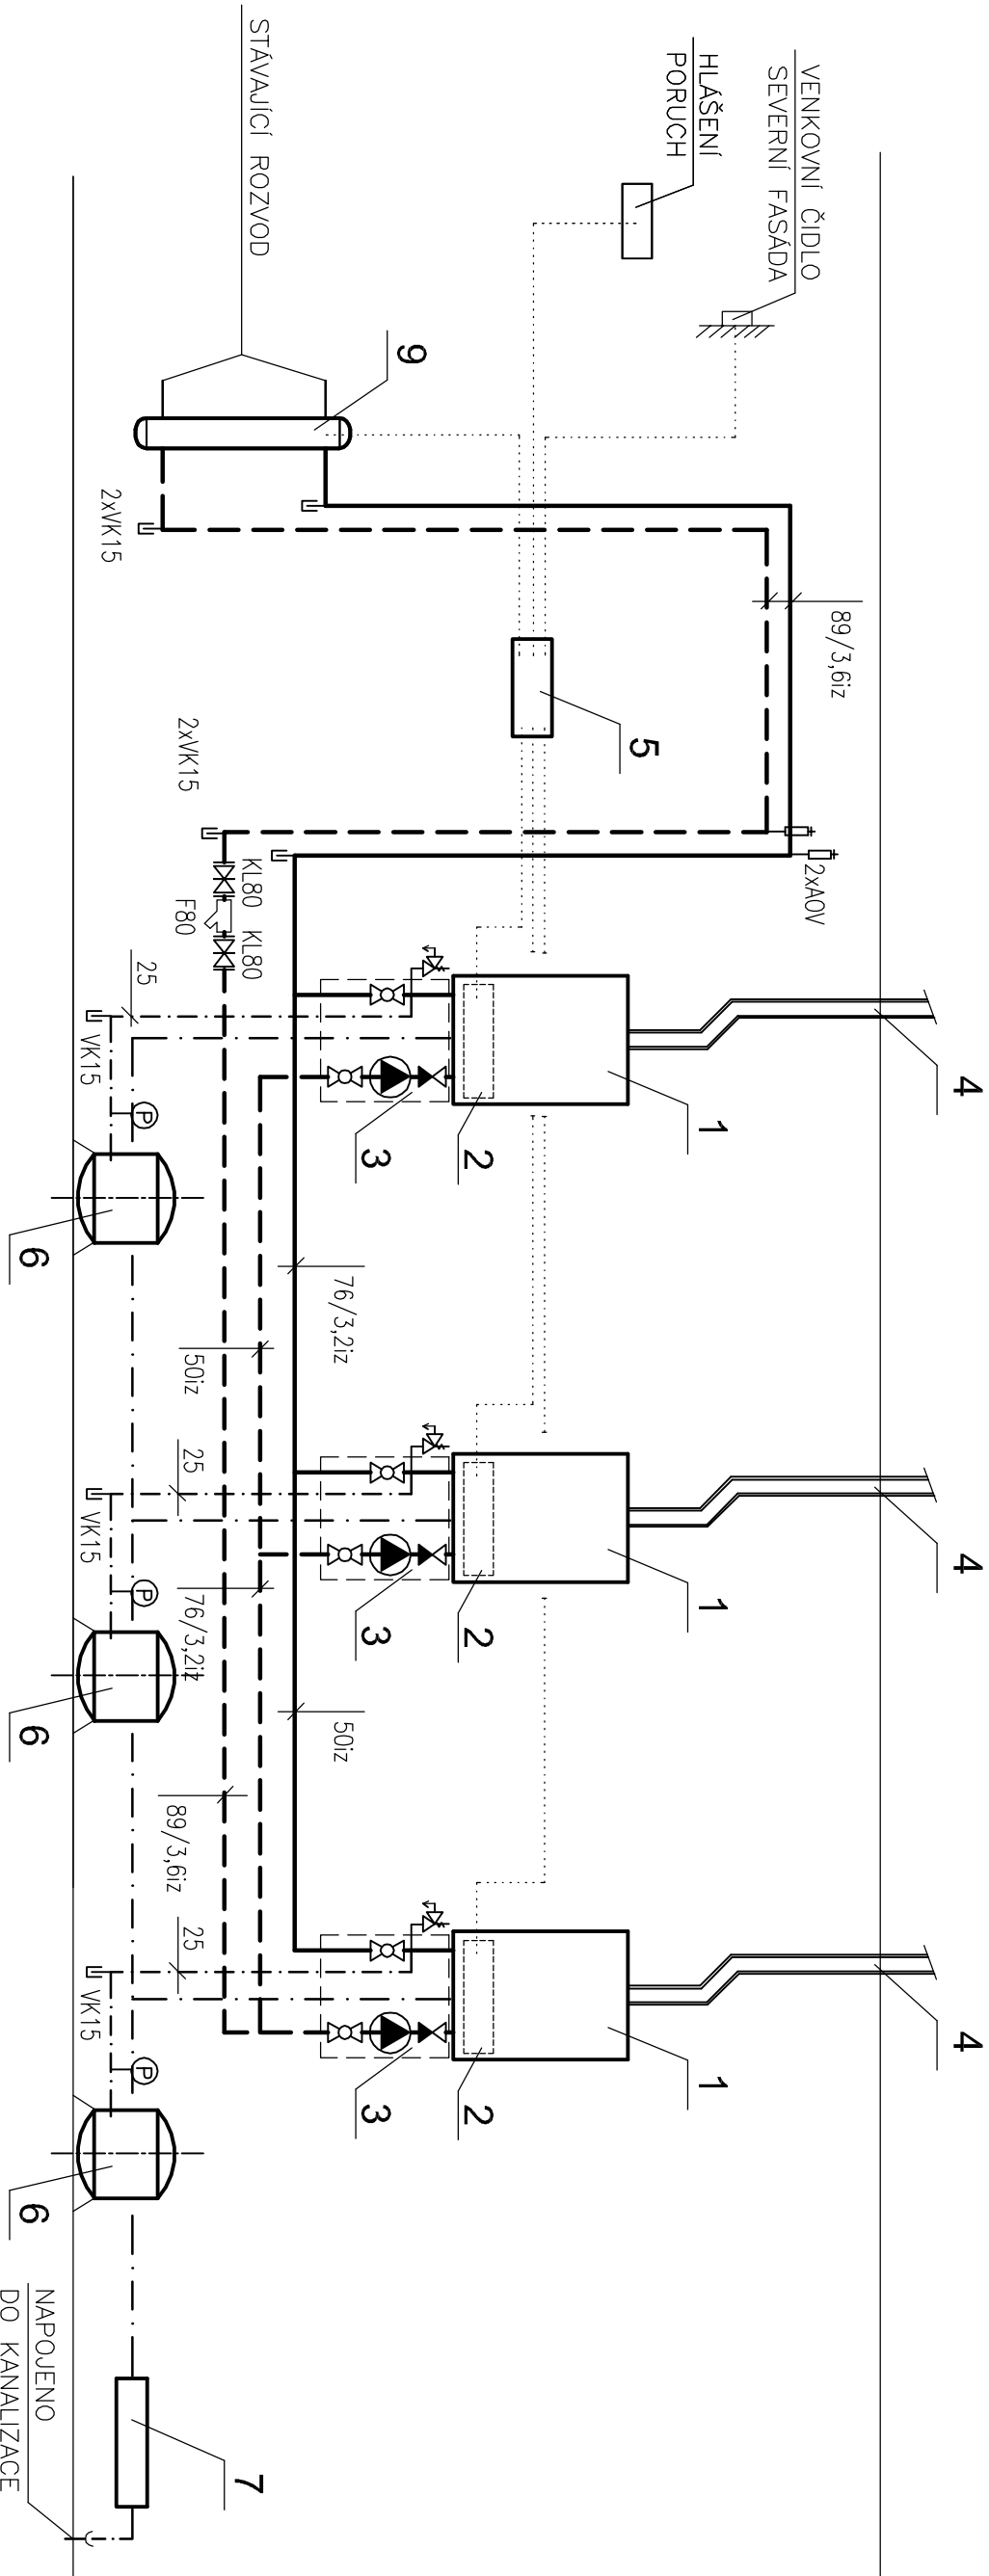 VENKOVNÍ ČIDLO
SEVERNÍ FASÁDA
HLÁŠENÍ
PORUCH
STÁVAJÍCÍ ROZVOD
9
2xVK15
89/3,6iz
5
2xVK15
2xAOV
KL80
F80
KL80
4
4
4
1
1
1
2
2
2
3
3
3
25
VK15
P
6
76/3,2iz
50iz
25
VK15
P
76/3,2iz
6
50iz
89/3,6iz
25
VK15
P
6
7
NAPOJENO
DO KANALIZACE